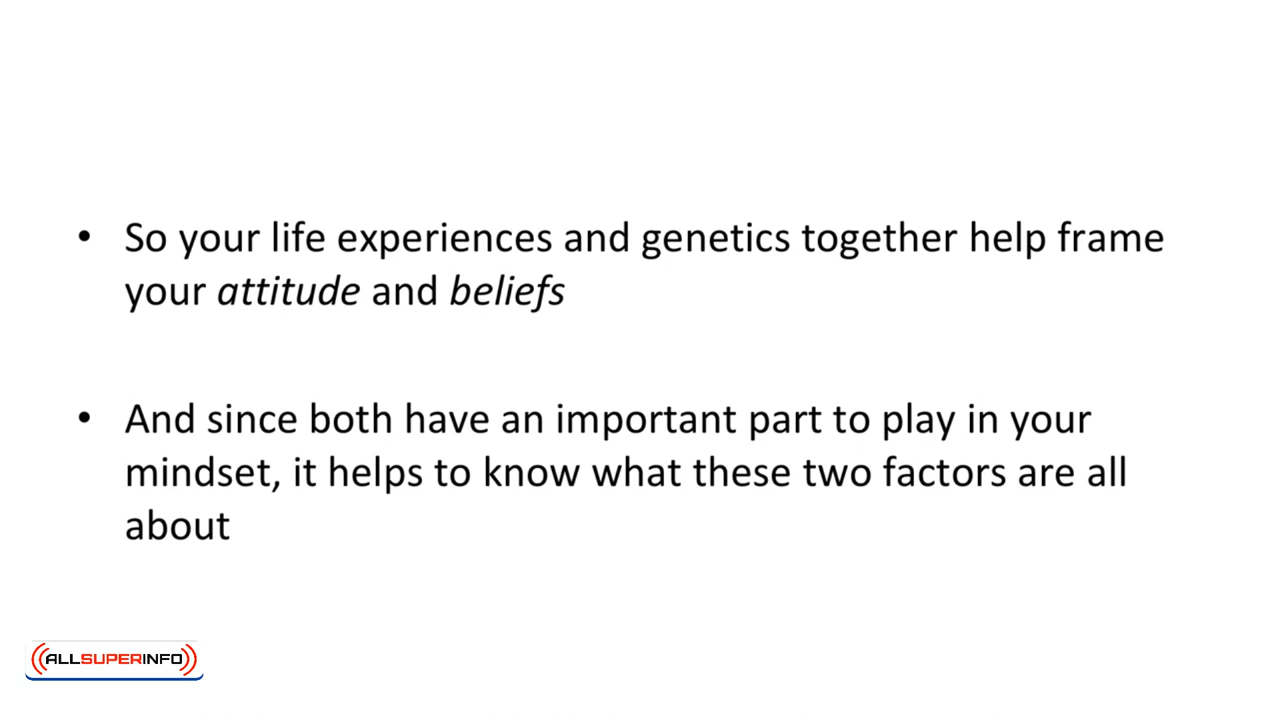 • So your life experiences and genetics together help frame
your attitude and beliefs
• And since both have an important part to play in your
mindset, it helps to know what these two factors are all
about
ALLSUPERINFO